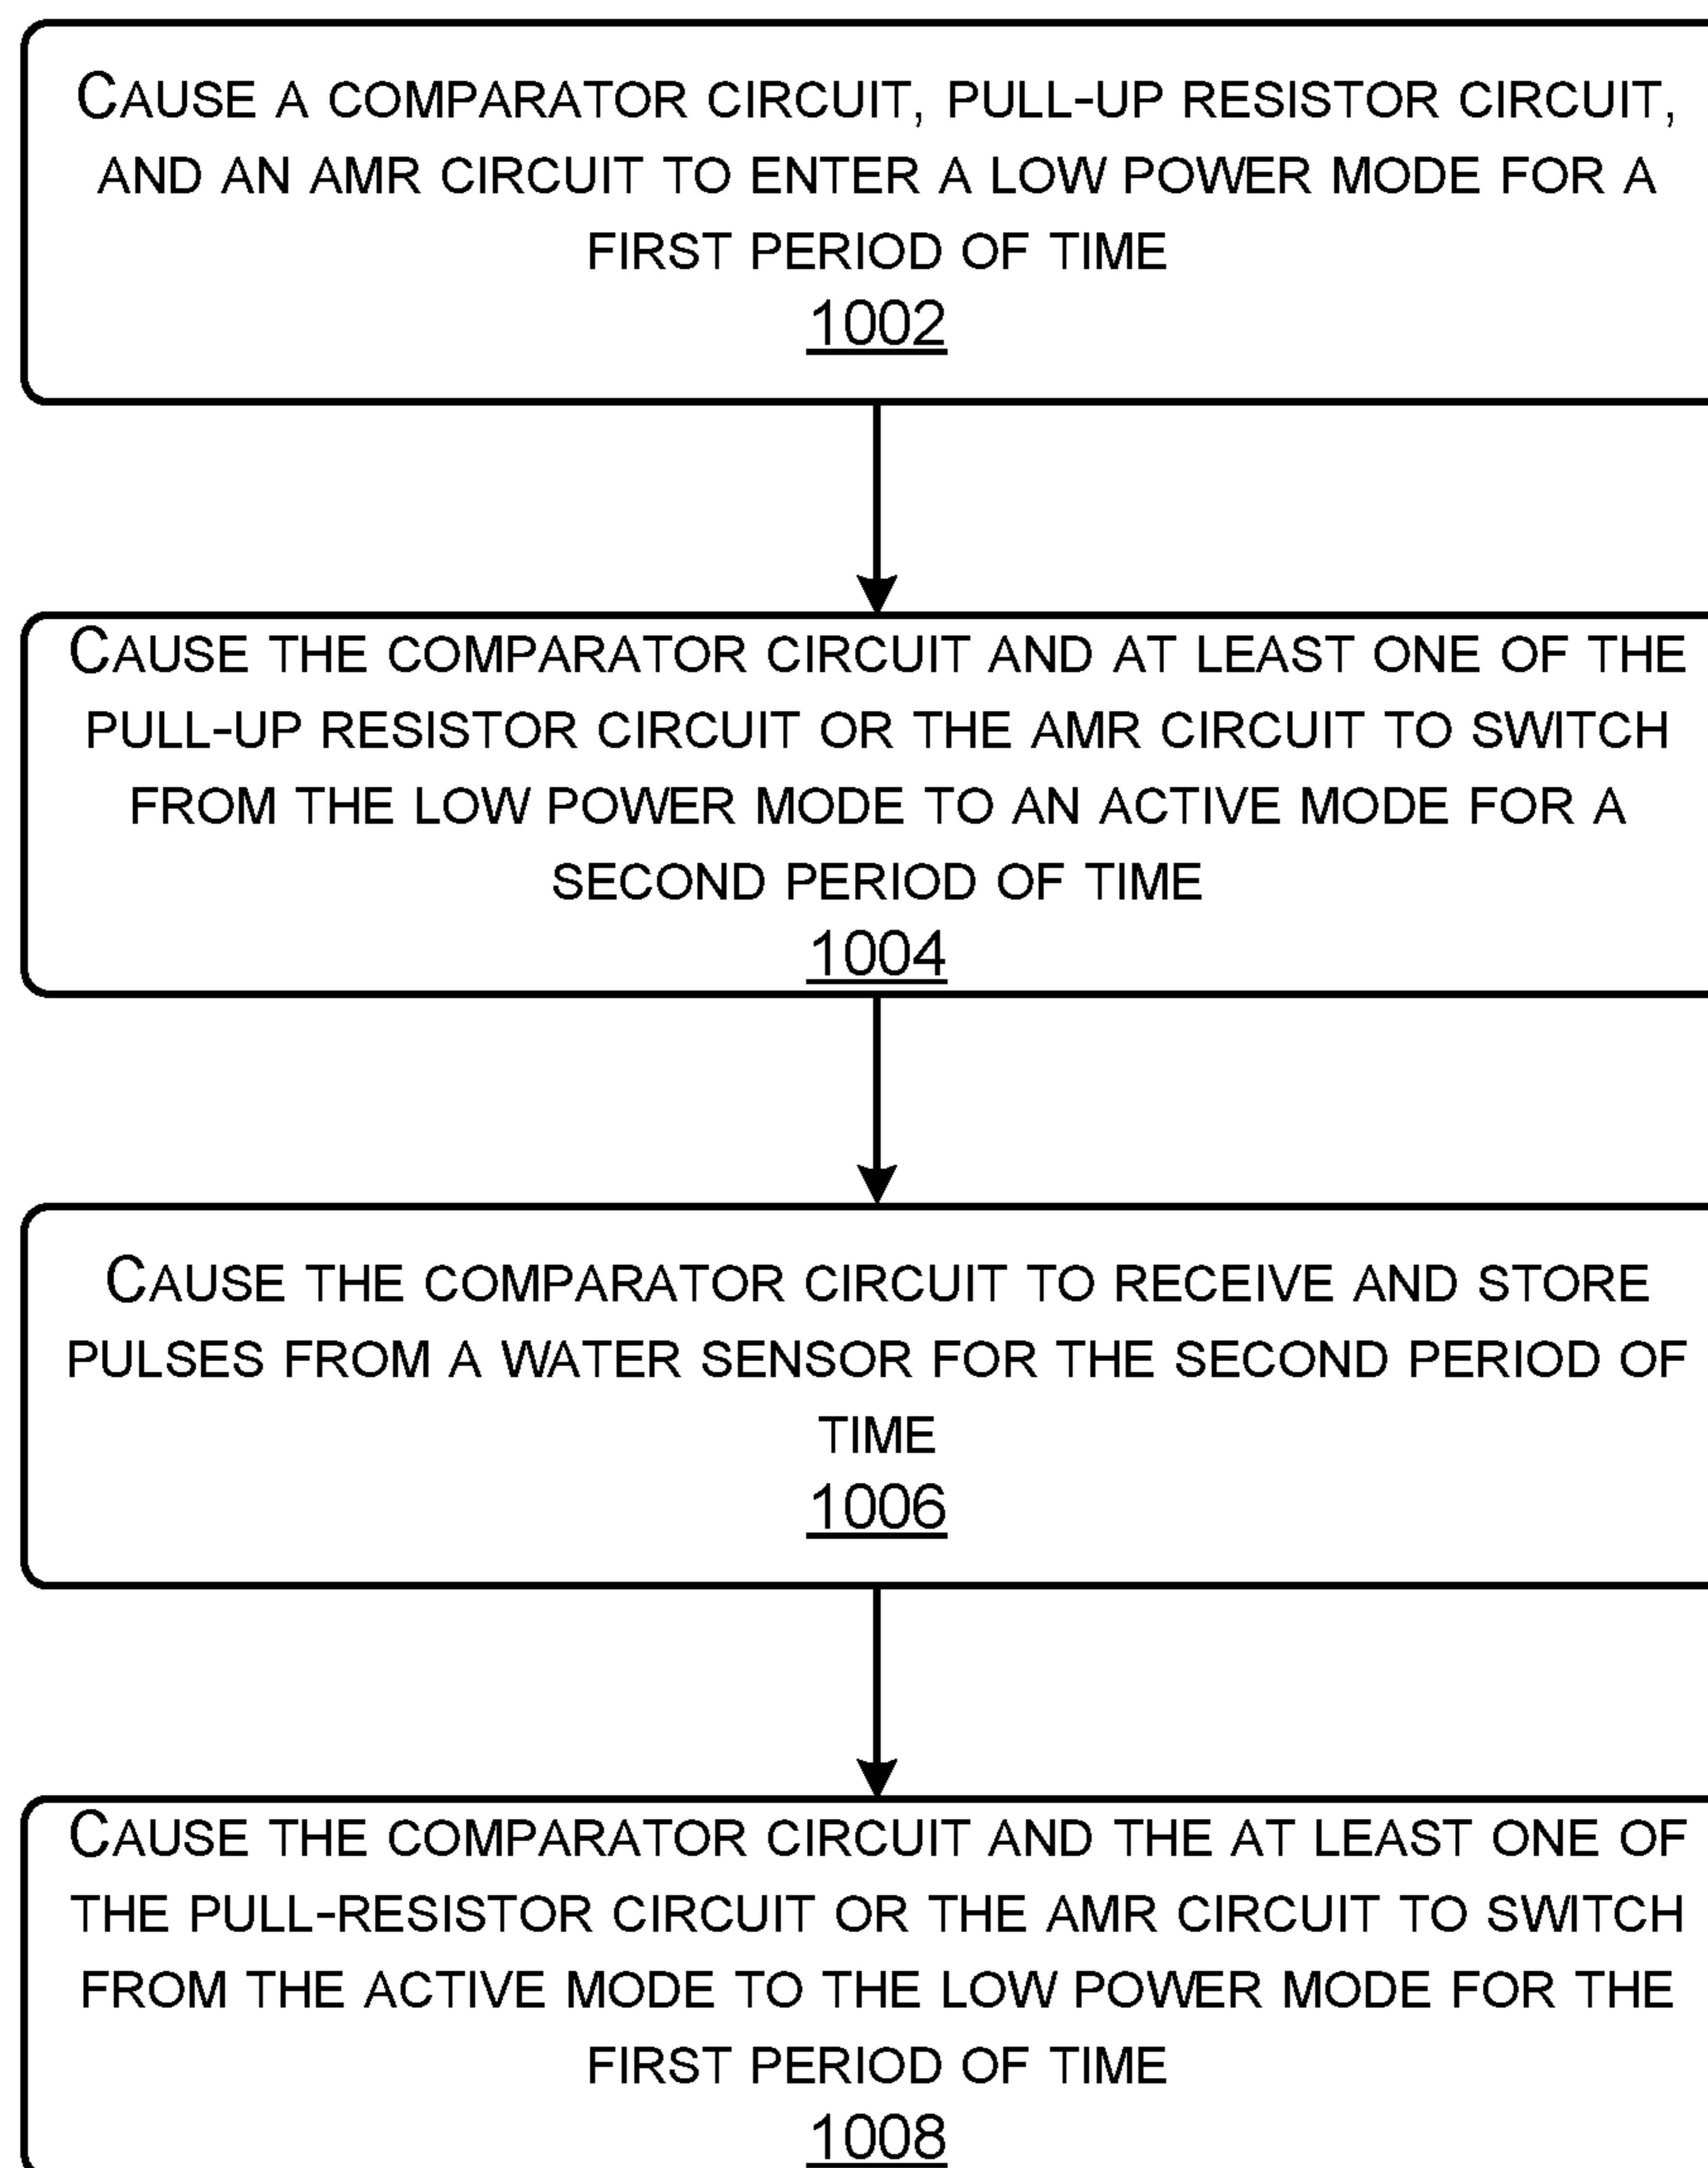 CAUSE A COMPARATOR CIRCUIT, PULL-UP RESISTOR CIRCUIT,
AND AN AMR CIRCUIT TO ENTER A LOW POWER MODE FOR A
FIRST PERIOD OF TIME
1002
CAUSE THE COMPARATOR CIRCUIT AND AT LEAST ONE OF THE
PULL-UP RESISTOR CIRCUIT OR THE AMR CIRCUIT TO SWITCH
FROM THE LOW POWER MODE TO AN ACTIVE MODE FOR A
SECOND PERIOD OF TIME
1004
CAUSE THE COMPARATOR CIRCUIT TO RECEIVE AND STORE
PULSES FROM A WATER SENSOR FOR THE SECOND PERIOD OF
TIME
1006
CAUSE THE COMPARATOR CIRCUIT AND THE AT LEAST ONE OF
THE PULL-RESISTOR CIRCUIT OR THE AMR CIRCUIT TO SWITCH
FROM THE ACTIVE MODE TO THE LOW POWER MODE FOR THE
FIRST PERIOD OF TIME
1008